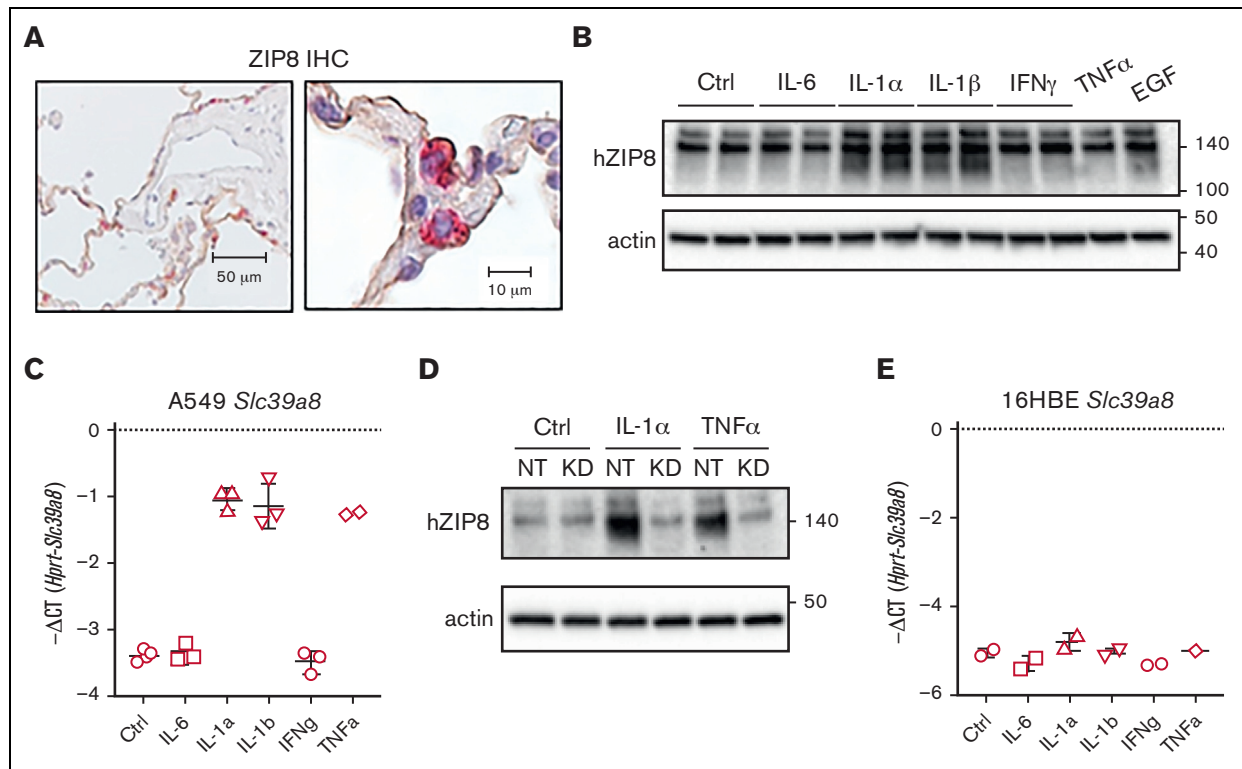 A
ZIP8 IHC
50 μm
10 μm
B
Ctrl IL-6 IL-1α IL-1β IFNγ TNFα EGF
hZIP8
140
100
actin
50
40
C
A549 Slc39a8
−ΔCT (Hprt-Slc39a8)
0
−1
−2
−3
−4
Ctrl IL-6 IL-1a IL-1b IFNg TNFa
D
Ctrl IL-1α TNFα
NT KD NT KD NT KD
hZIP8
140
actin
50
E
16HBE Slc39a8
−ΔCT (Hprt-Slc39a8)
0
−2
−4
−6
Ctrl IL-6 IL-1a IL-1b IFNg TNFa